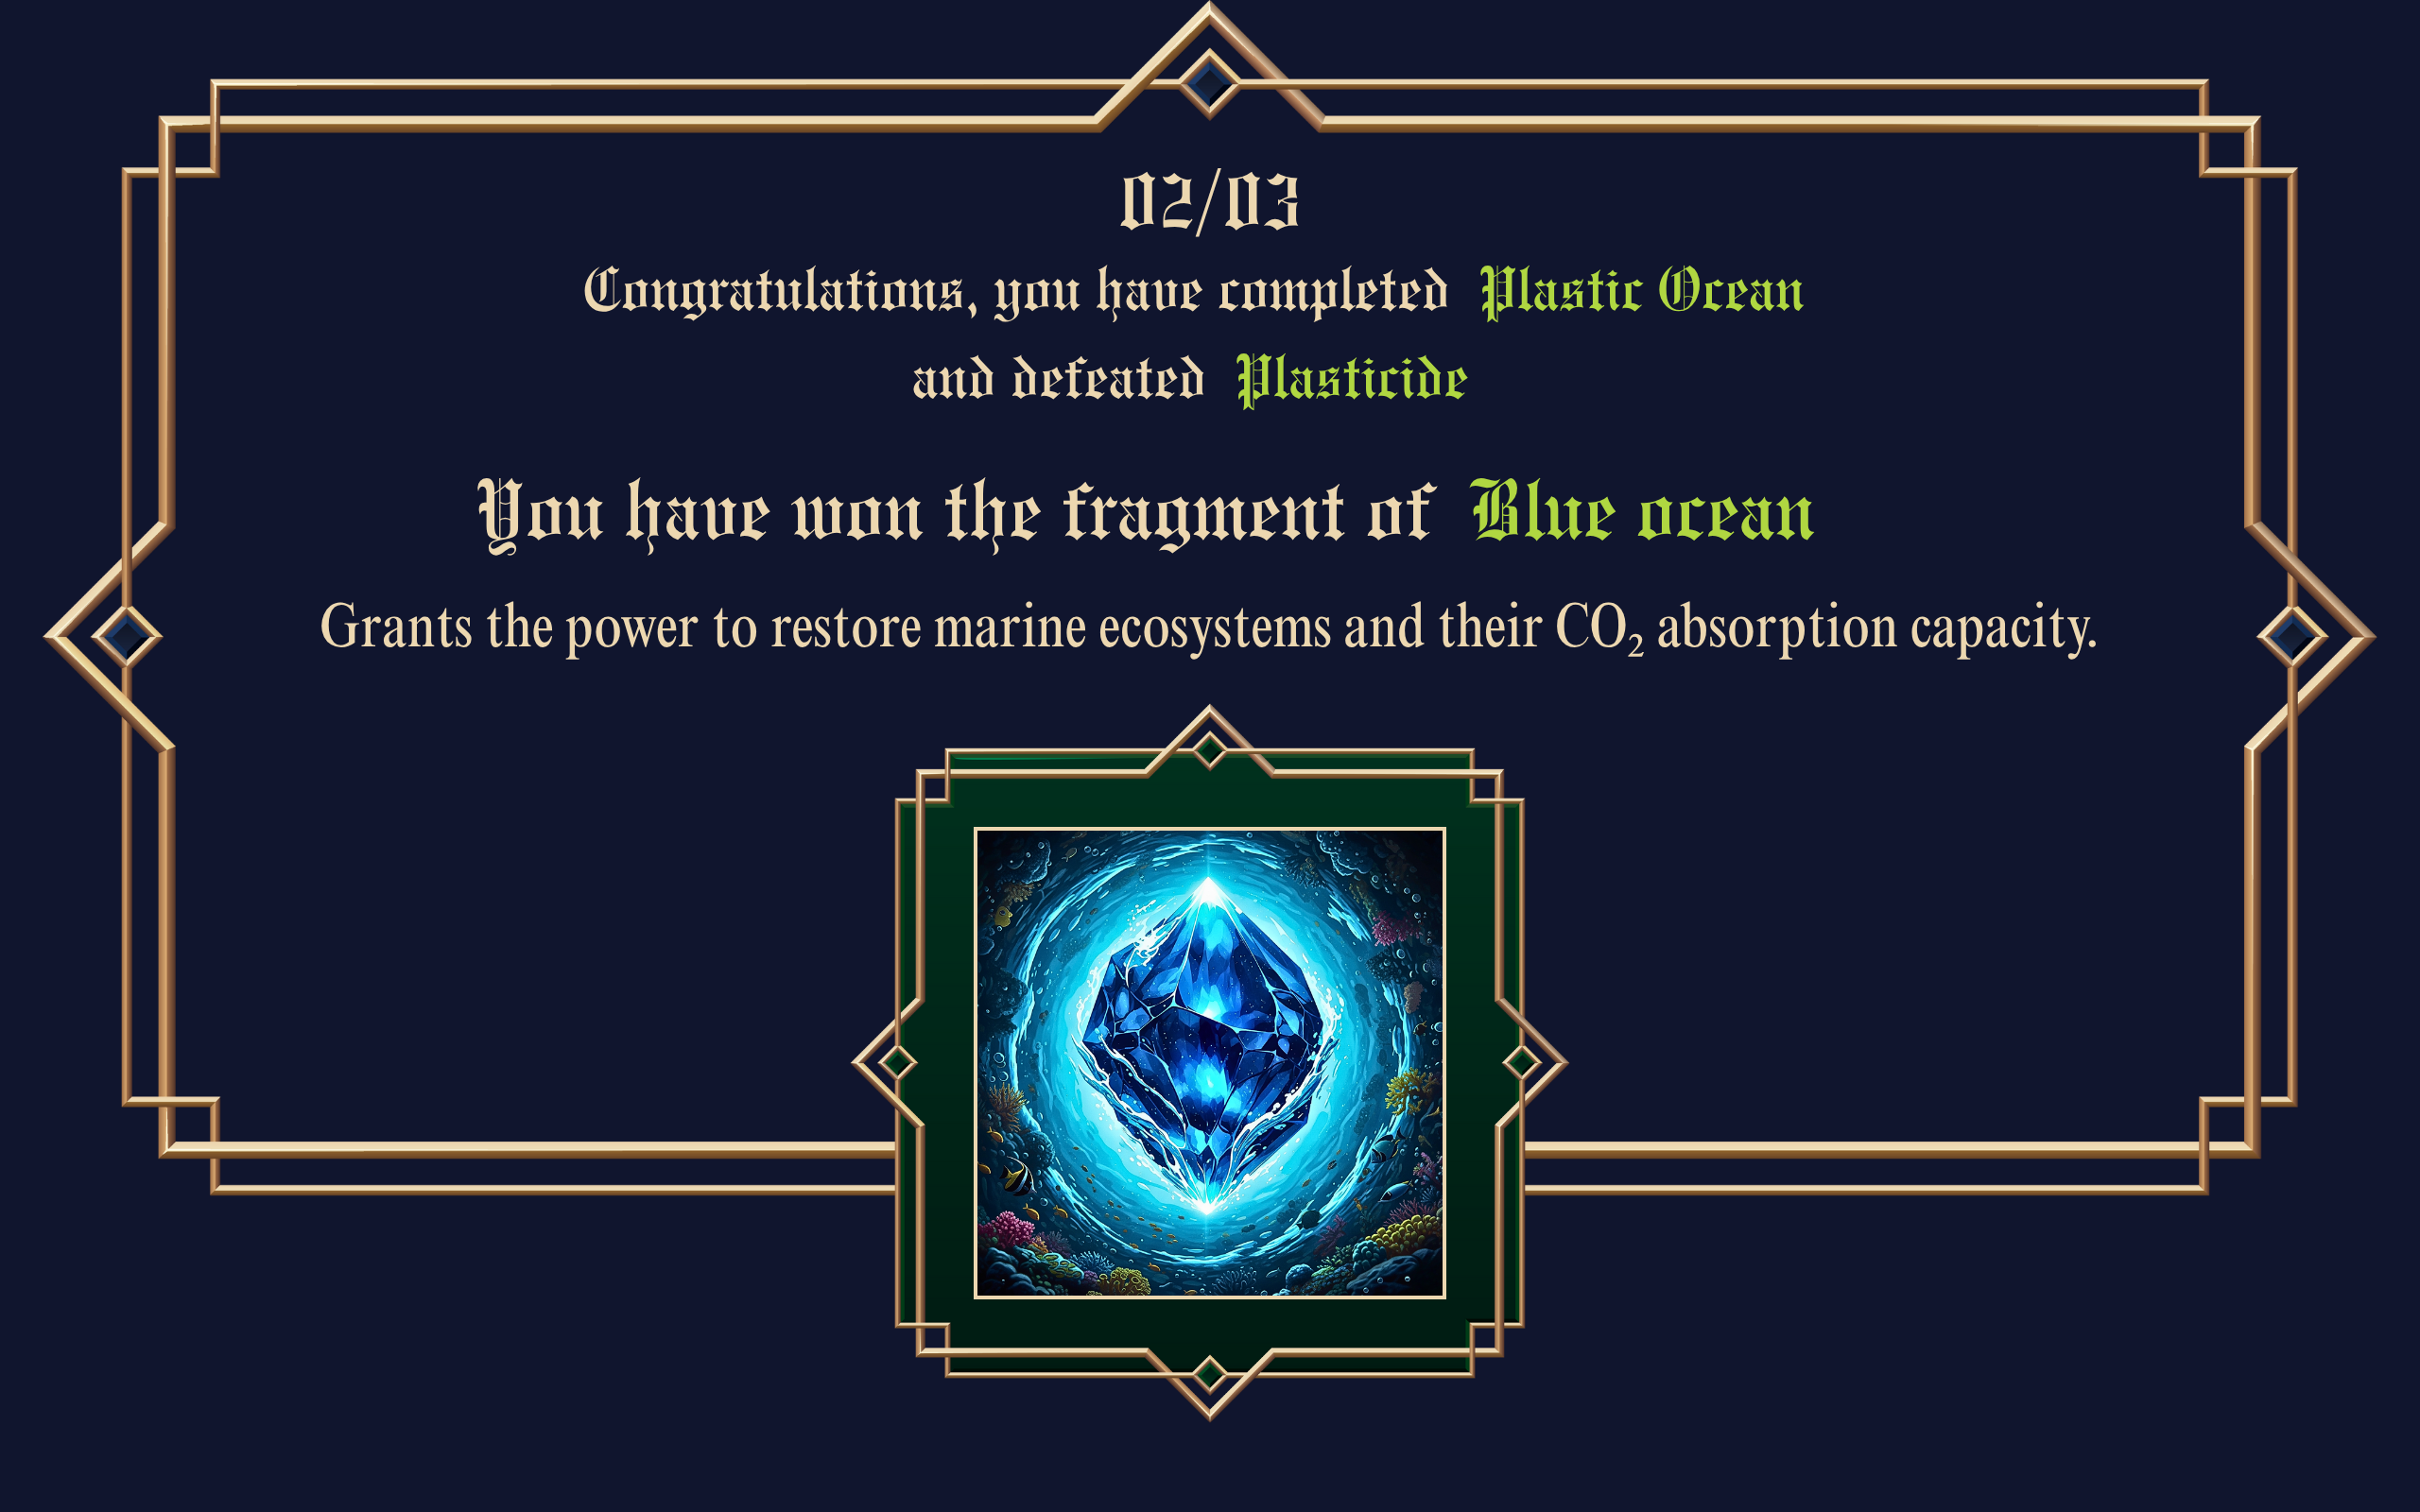 02/03
Congratulations, you have completed Plastic Ocean
and defeated Plasticide
You have won the fragment of Blue ocean
Grants the power to restore marine ecosystems and their CO₂ absorption capacity.